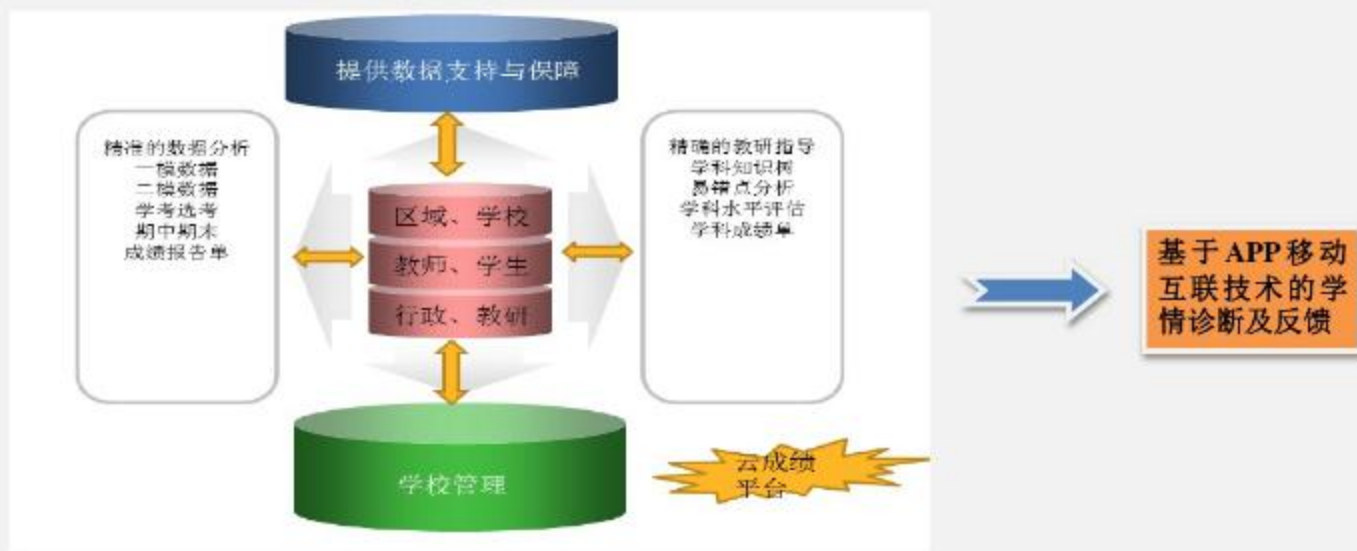 提供数据支持与保障
精准的数据分析
一模数据
二模数据
学考选考
期中期末
成绩报告单
区域、学校
教师、学生
行政、教研
精确的教研指导
学科知识树
易错点分析
学科水平评估
学科成绩单
学校管理
云成绩
平台
基于APP移动
互联技术的学
情诊断及反馈